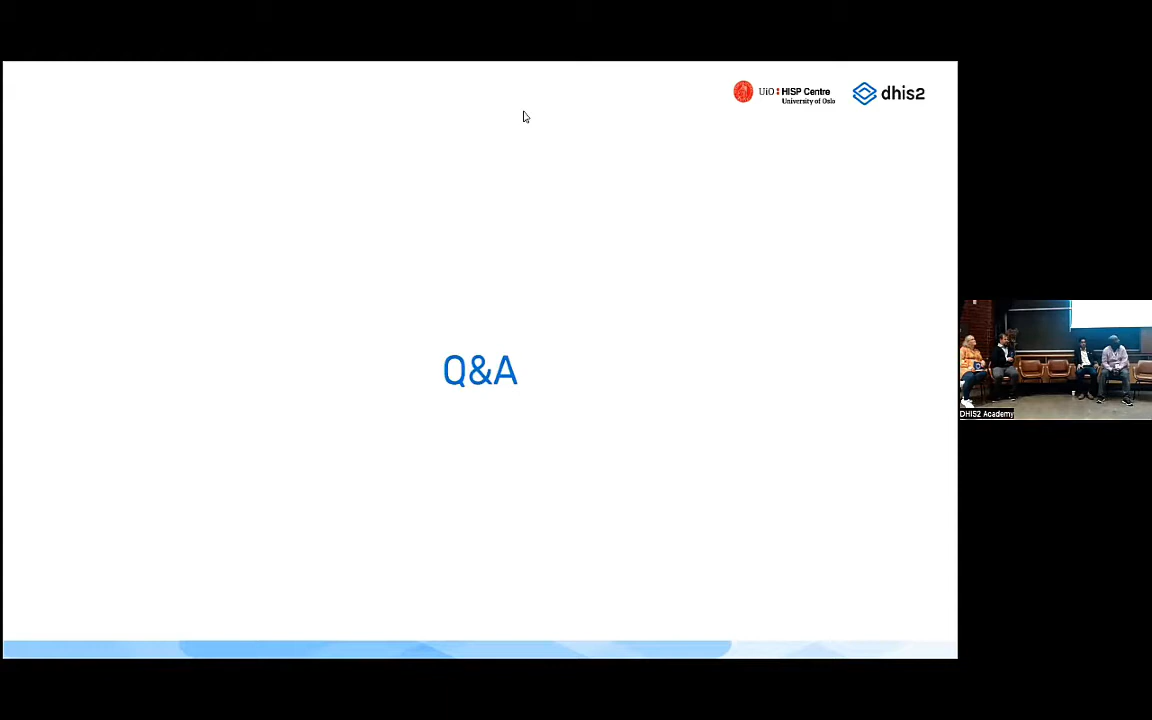 UiO HISP Centre
University of Oslo
dhis2
Q&A
DHIS2 Academy